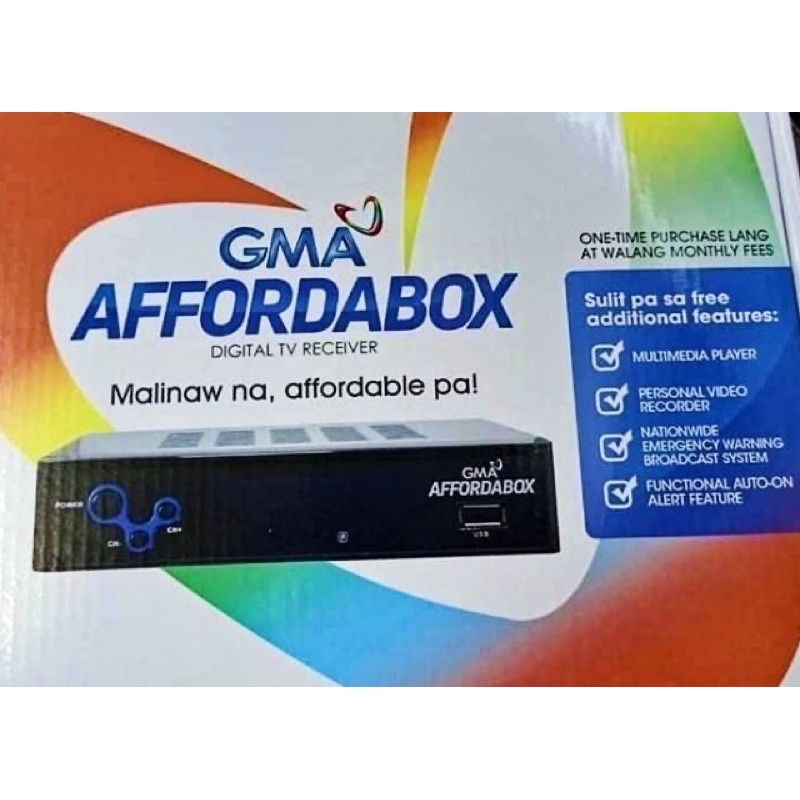 GMA
AFFORDABOX
DIGITAL TV RECEIVER
Malinaw na, affordable pa!
ONE-TIME PURCHASE LANG
AT WALANG MONTHLY FEES
Sulit pa sa free
additional features:
MULTIMEDIA PLAYER
PERSONAL VIDEO
RECORDER
NATIONWIDE
EMERGENCY WARNING
BROADCAST SYSTEM
FUNCTIONAL AUTO-ON
ALERT FEATURE
POWER
CH-
CH+
GMA
AFFORDABOX
USB